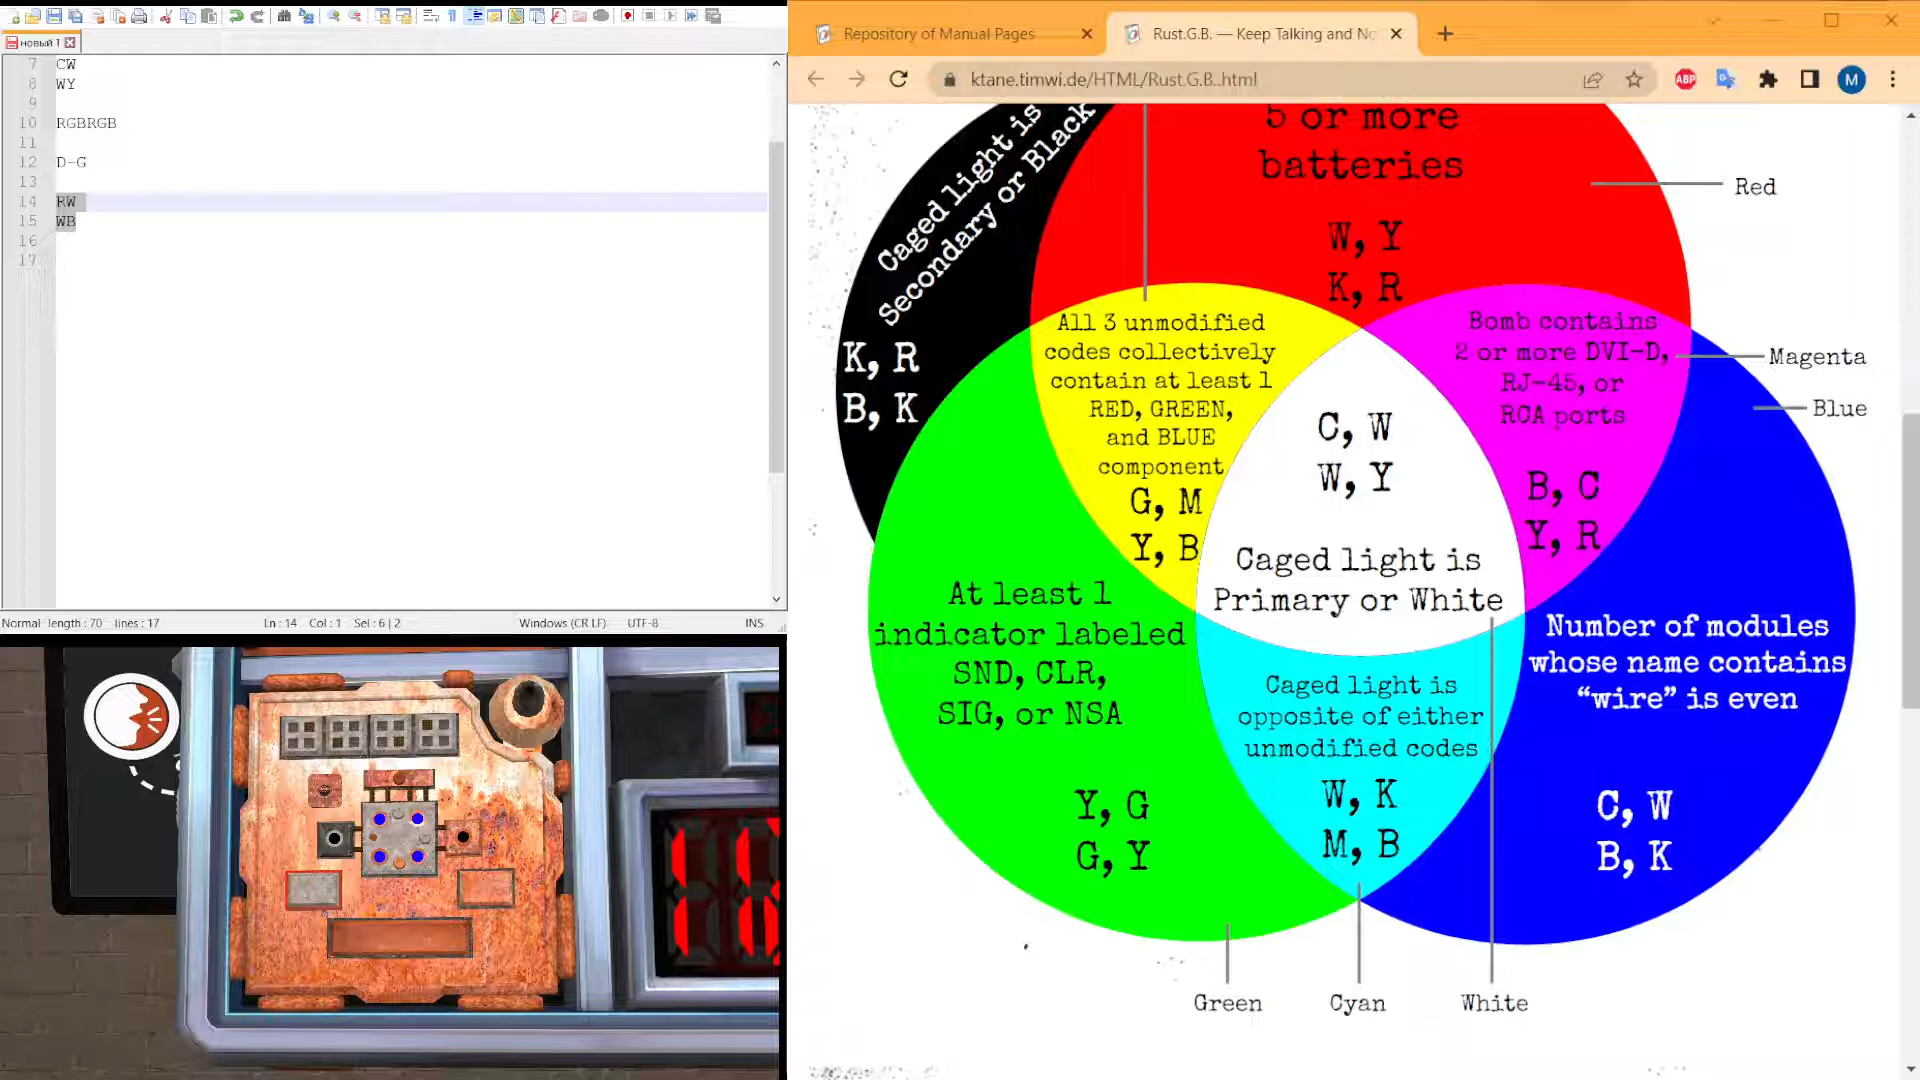 новый 1
7 CW
8 WY
9
10 RGBRGB
11
12 D-G
13
14 RW
15 WB
16
17
Normal length : 70 lines : 17
Ln : 14 Col : 1 Sel : 6 | 2
Windows (CR LF)
UTF-8
INS
Repository of Manual Pages
Rust.G.B. — Keep Talking and No
ktane.timwi.de/HTML/Rust.G.B..html
ABP
M
Caged light is
Secondary or Black
K, R
B, K
5 or more
batteries
W, Y
K, R
Red
All 3 unmodified
codes collectively
contain at least 1
RED, GREEN,
and BLUE
component
G, M
Y, B
Bomb contains
2 or more DVI-D,
RJ-45, or
RCA ports
B, C
Y, R
Magenta
Blue
C, W
W, Y
Caged light is
Primary or White
At least 1
indicator labeled
SND, CLR,
SIG, or NSA
Y, G
G, Y
Caged light is
opposite of either
unmodified codes
W, K
M, B
Number of modules
whose name contains
“wire” is even
C, W
B, K
Green
Cyan
White